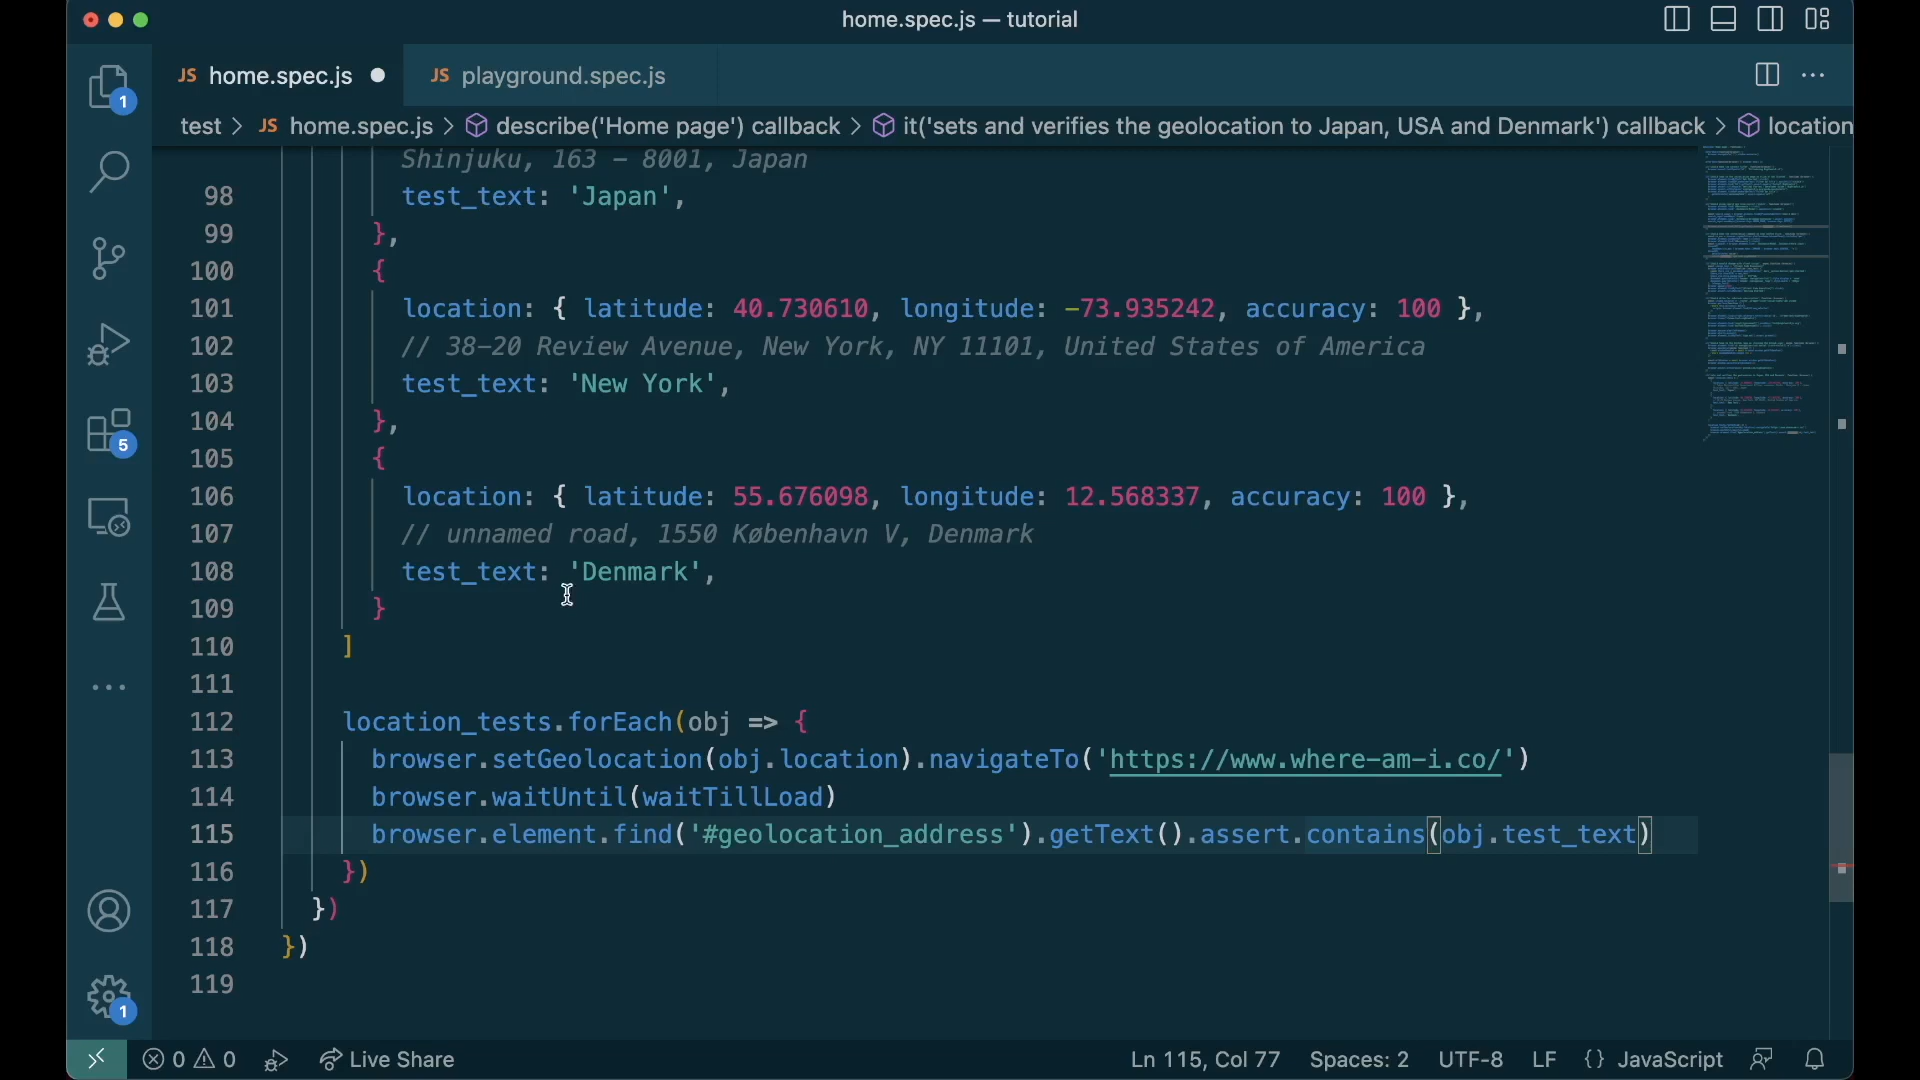 home.spec.js — tutorial
JS home.spec.js
JS playground.spec.js
test > JS home.spec.js > describe('Home page') callback > it('sets and verifies the geolocation to Japan, USA and Denmark') callback > location
1
5
1
Shinjuku, 163 - 8001, Japan
98 test_text: 'Japan',
99 },
100 {
101 location: { latitude: 40.730610, longitude: -73.935242, accuracy: 100 },
102 // 38-20 Review Avenue, New York, NY 11101, United States of America
103 test_text: 'New York',
104 },
105 {
106 location: { latitude: 55.676098, longitude: 12.568337, accuracy: 100 },
107 // unnamed road, 1550 København V, Denmark
108 test_text: 'Denmark',
109 }
110 ]
111
112 location_tests.forEach(obj => {
113 browser.setGeolocation(obj.location).navigateTo('https://www.where-am-i.co/')
114 browser.waitUntil(waitTillLoad)
115 browser.element.find('#geolocation_address').getText().assert.contains(obj.test_text)
116 })
117 })
118 })
119
0 0 Live Share Ln 115, Col 77 Spaces: 2 UTF-8 LF {} JavaScript